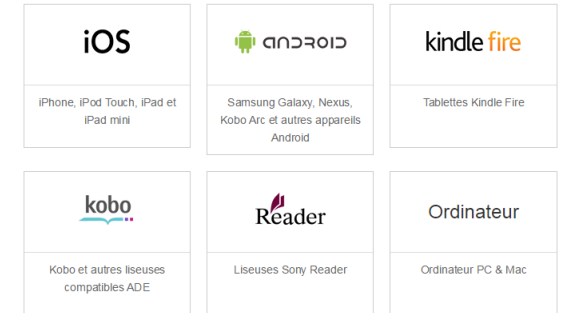 iOS
iPhone, iPod Touch, iPad et
iPad mini
ANDROID
Samsung Galaxy, Nexus,
Kobo Arc et autres appareils
Android
kindle fire
Tablettes Kindle Fire
kobo
Kobo et autres liseuses
compatibles ADE
Reader
Liseuses Sony Reader
Ordinateur
Ordinateur PC & Mac